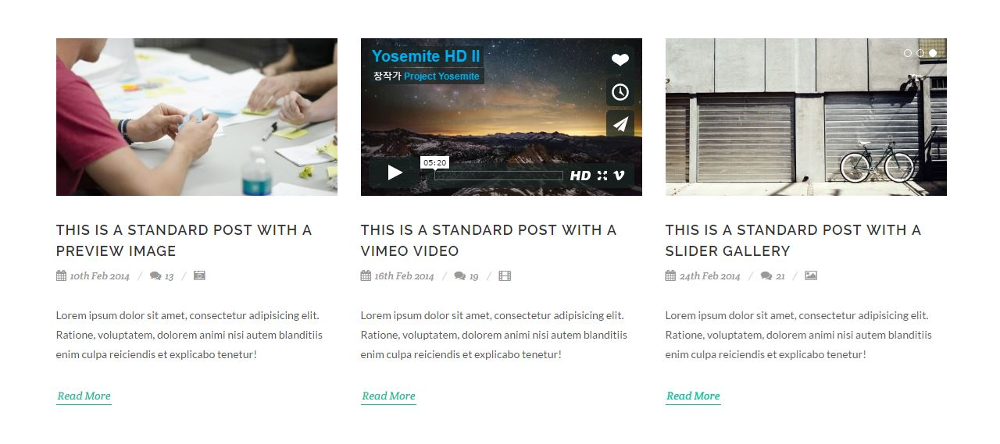 Yosemite HD II
창작가 Project Yosemite
05:20
HD
THIS IS A STANDARD POST WITH A
PREVIEW IMAGE
10th Feb 2014 / 13 /
Lorem ipsum dolor sit amet, consectetur adipisicing elit.
Ratione, voluptatem, dolorem animi nisi autem blanditiis
enim culpa reiciendis et explicabo tenetur!
Read More
THIS IS A STANDARD POST WITH A
VIMEO VIDEO
16th Feb 2014 / 19 /
Lorem ipsum dolor sit amet, consectetur adipisicing elit.
Ratione, voluptatem, dolorem animi nisi autem blanditiis
enim culpa reiciendis et explicabo tenetur!
Read More
THIS IS A STANDARD POST WITH A
SLIDER GALLERY
24th Feb 2014 / 21 /
Lorem ipsum dolor sit amet, consectetur adipisicing elit.
Ratione, voluptatem, dolorem animi nisi autem blanditiis
enim culpa reiciendis et explicabo tenetur!
Read More